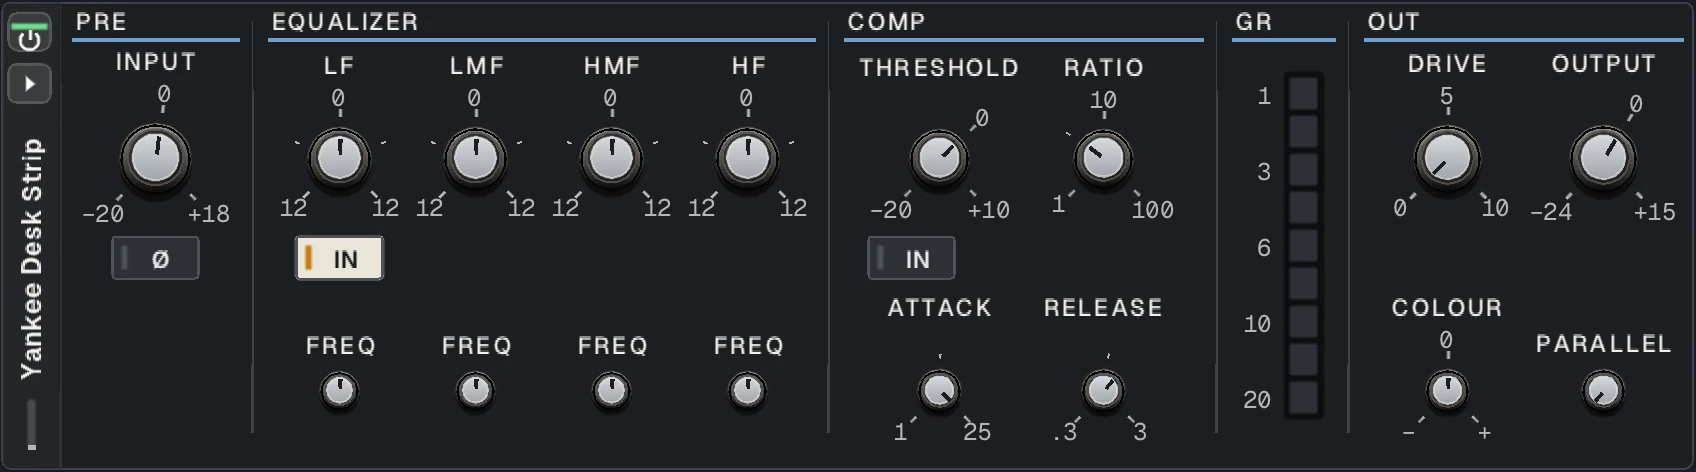 Yankee Desk Strip
PRE
INPUT
0
-20 +18
Ø
EQUALIZER
LF LMF HMF HF
0 0 0 0
12 12 12 12 12 12 12 12
IN
FREQ FREQ FREQ FREQ
COMP
THRESHOLD RATIO
0 10
-20 +10 1 100
IN
ATTACK RELEASE
1 25 .3 3
GR
1
3
6
10
20
OUT
DRIVE OUTPUT
5 0
0 10 -24 +15
COLOUR PARALLEL
0
- +